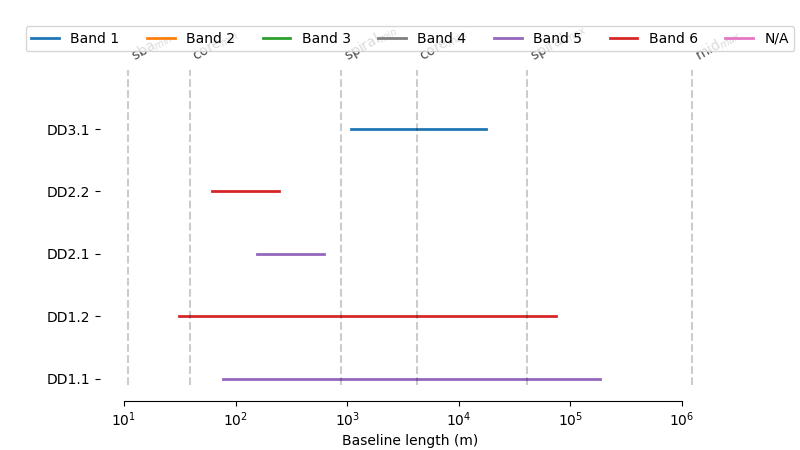 Band 1 Band 2 Band 3 Band 4 Band 5 Band 6 N/A
DD3.1
DD2.2
DD2.1
DD1.2
DD1.1
10^1 10^2 10^3 10^4 10^5 10^6
Baseline length (m)